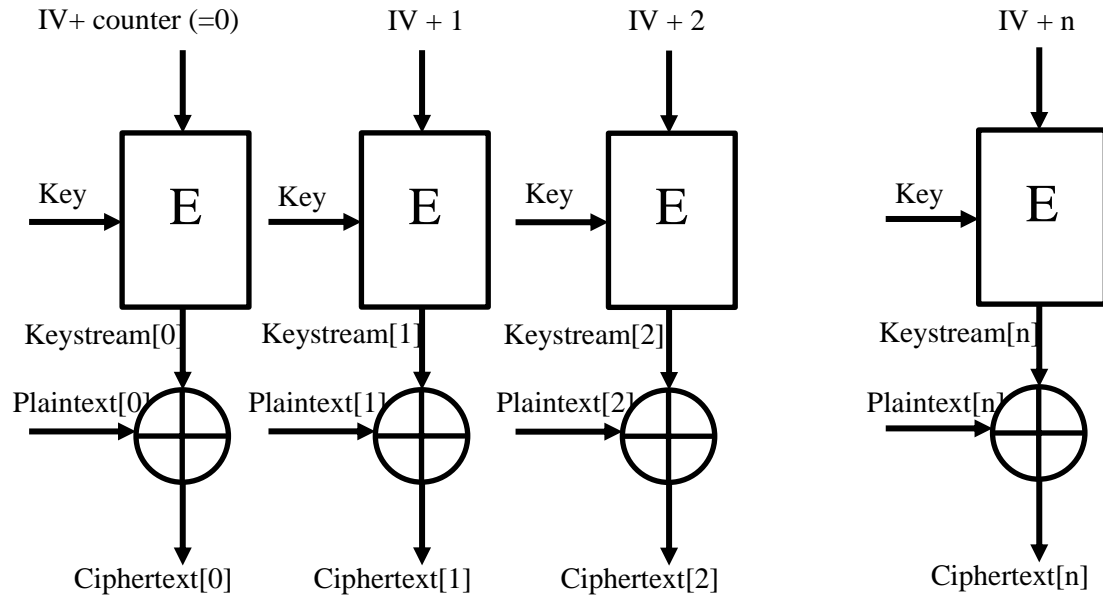 IV+ counter (=0)
IV + 1
IV + 2
IV + n
Key
E
Key
E
Key
E
Key
E
Keystream[0]
Keystream[1]
Keystream[2]
Keystream[n]
Plaintext[0]
Plaintext[1]
Plaintext[2]
Plaintext[n]
Ciphertext[0]
Ciphertext[1]
Ciphertext[2]
Ciphertext[n]